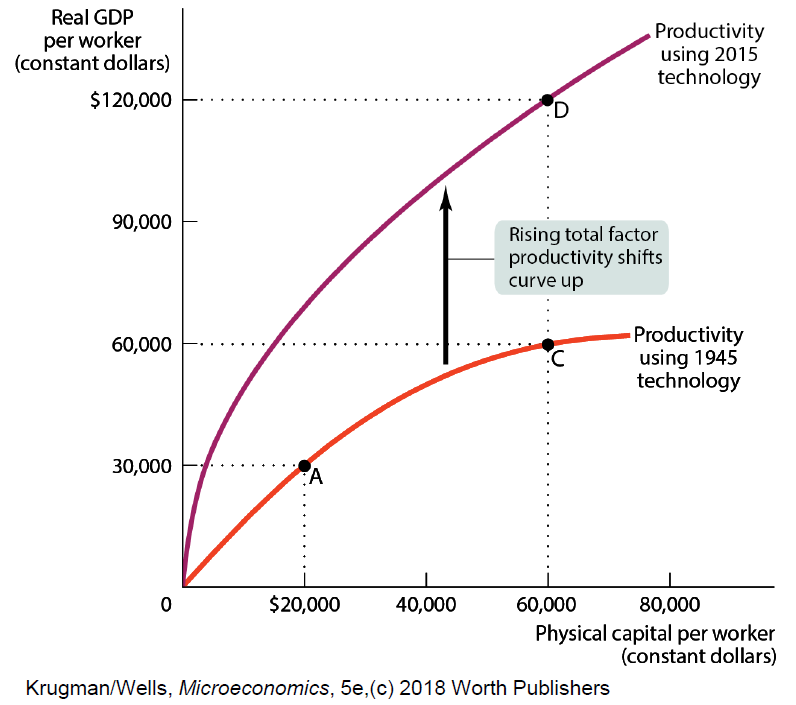 Real GDP
per worker
(constant dollars)
$120,000
90,000
60,000
30,000
0
$20,000
40,000
60,000
80,000
Physical capital per worker
(constant dollars)
Productivity
using 2015
technology
D
Rising total factor
productivity shifts
curve up
Productivity
using 1945
technology
C
A
Krugman/Wells, Microeconomics, 5e,(c) 2018 Worth Publishers